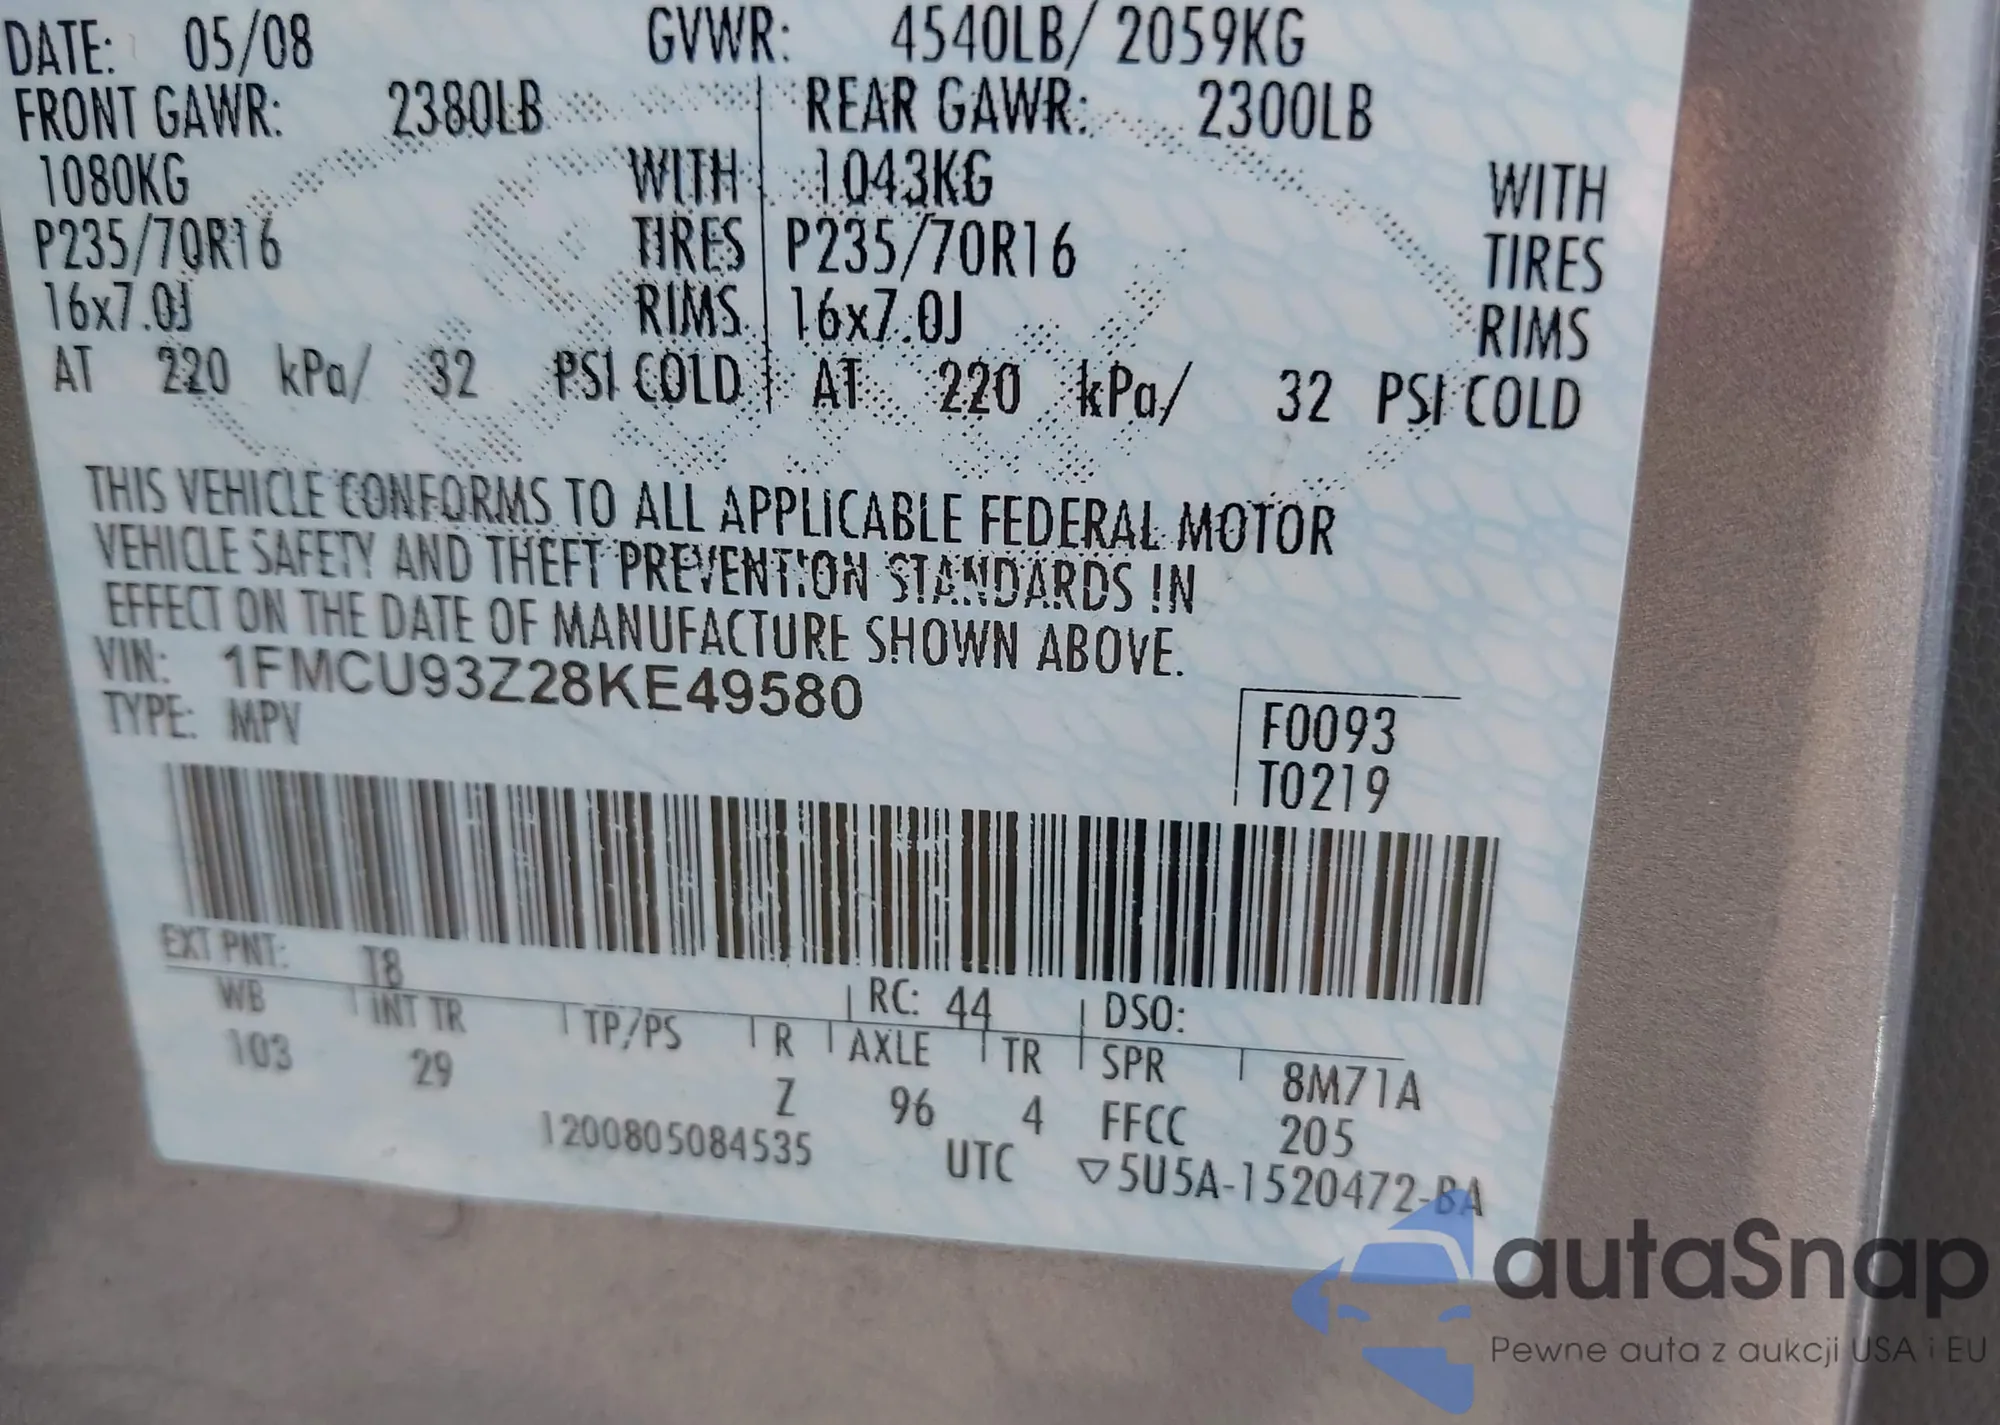 DATE: 05/08 GVWR: 4540LB/ 2059KG
FRONT GAWR: 2380LB REAR GAWR: 2300LB
1080KG WITH 1043KG WITH
P235/70R16 TIRES P235/70R16 TIRES
16x7.0J RIMS 16x7.0J RIMS
AT 220 kPa/ 32 PSI COLD AT 220 kPa/ 32 PSI COLD
THIS VEHICLE CONFORMS TO ALL APPLICABLE FEDERAL MOTOR
VEHICLE SAFETY AND THEFT PREVENTION STANDARDS IN
EFFECT ON THE DATE OF MANUFACTURE SHOWN ABOVE.
VIN: 1FMCU93Z28KE49580
TYPE: MPV
F0093
T0219
EXT PNT: T8 RC: 44 DSO:
WB INT TR TP/PS R AXLE TR SPR 8M71A
103 29 Z 96 4 FFCC 205
1200805084535 UTC ▽5U5A-1520472-BA
autaSnap
Pewne auta z aukcji USA i EU